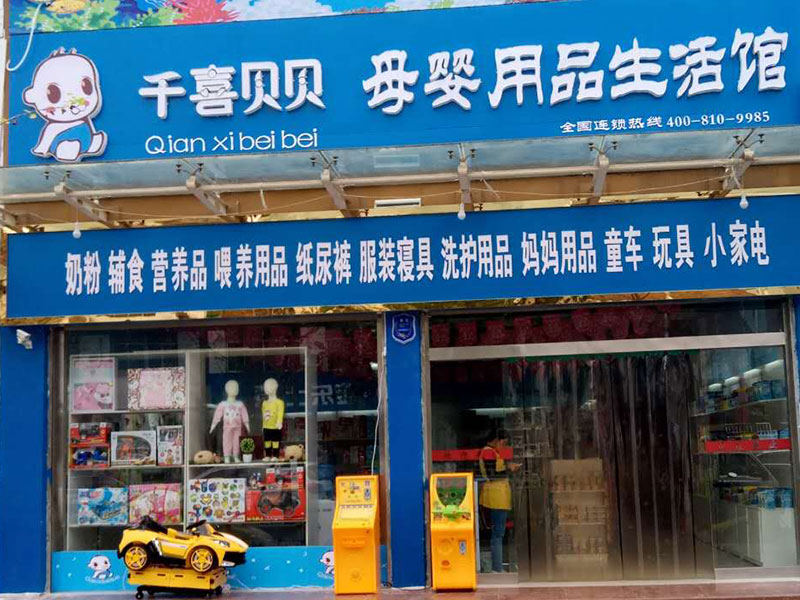 千喜贝贝 母婴用品生活馆
Qian xi bei bei
全国连锁热线 400-810-9985
奶粉 辅食 营养品 喂养用品 纸尿裤 服装寝具 洗护用品 妈妈用品 童车 玩具 小家电